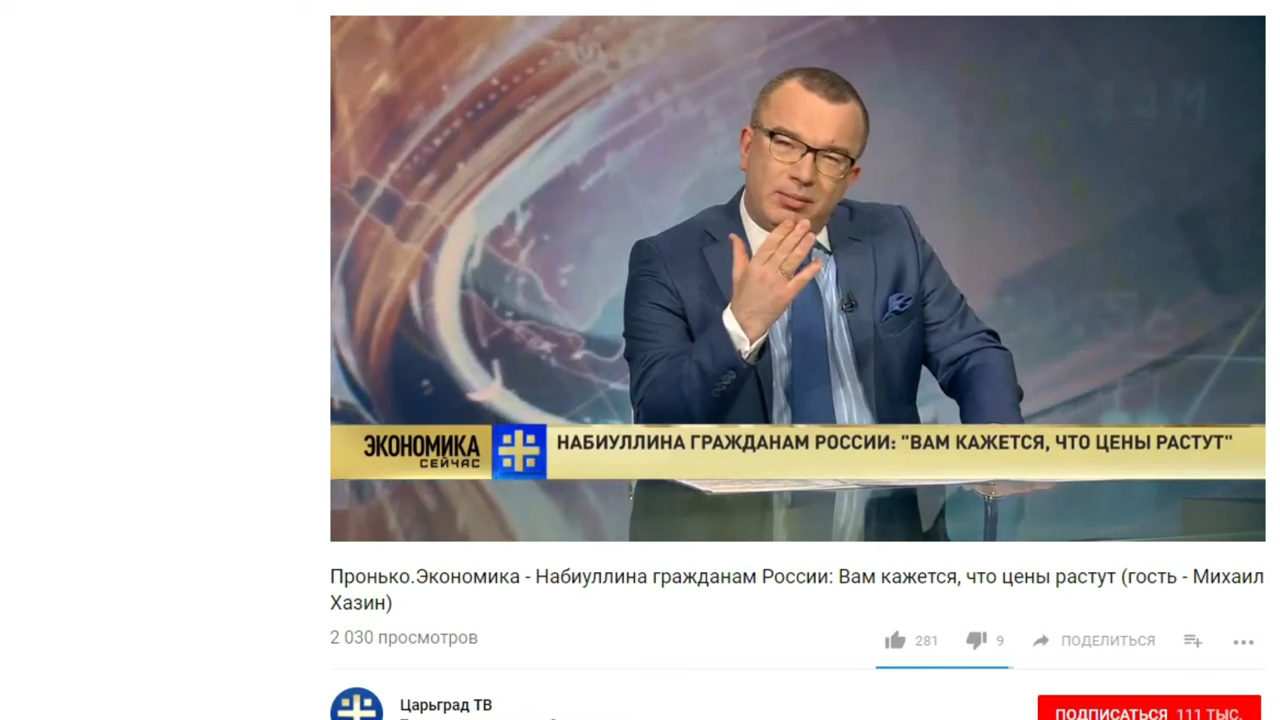 ЭКОНОМИКА
СЕЙЧАС
НАБИУЛЛИНА ГРАЖДАНАМ РОССИИ: "ВАМ КАЖЕТСЯ, ЧТО ЦЕНЫ РАСТУТ"
Пронько.Экономика - Набиуллина гражданам России: Вам кажется, что цены растут (гость - Михаил
Хазин)
2 030 просмотров
281
9
ПОДЕЛИТЬСЯ
Царьград ТВ
ПОДПИСАТЬСЯ 111 ТЫС.